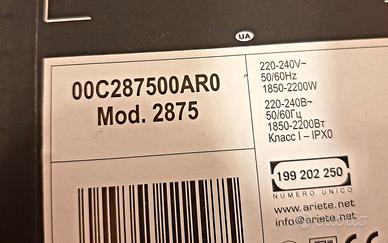 UA
00C287500AR0
Mod. 2875
220-240V~
50/60Hz
1850-2200W
220-240В~
50/60Гц
1850-2200Вт
Класс I – IPX0
199 202 250
NUMERO UNICO
www.ariete.net
info@ariete.net